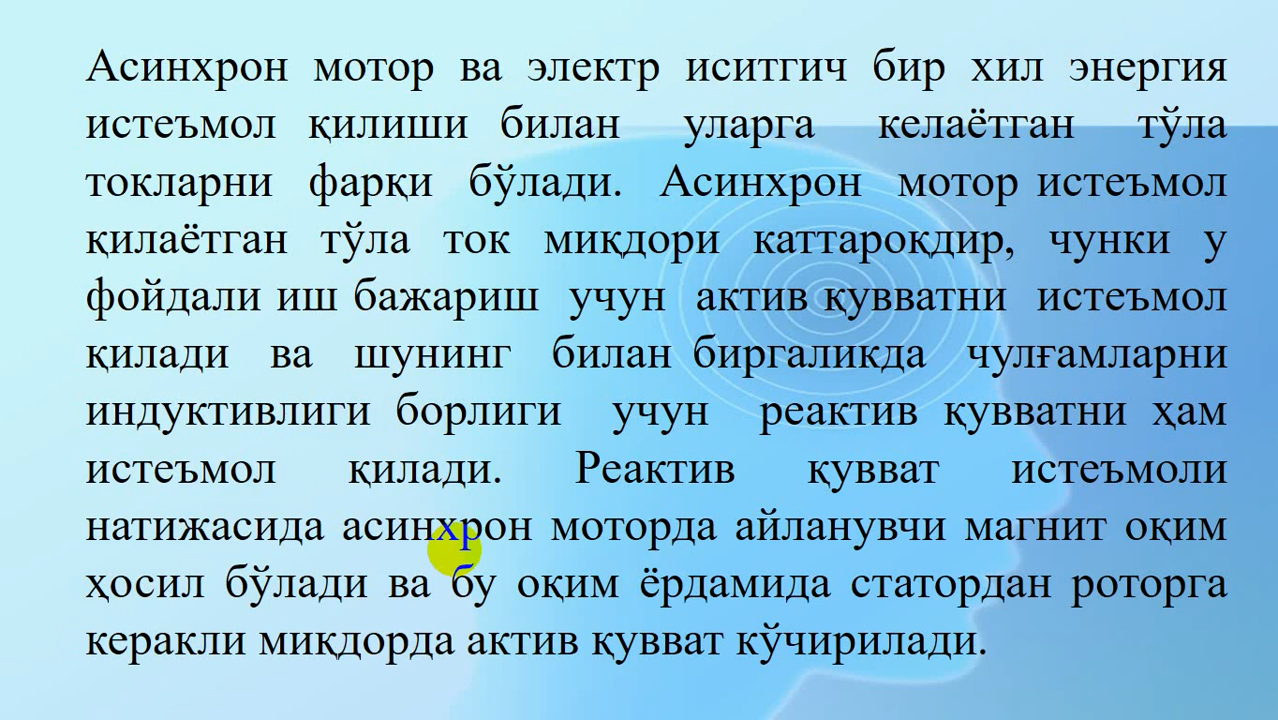 Асинхрон мотор ва электр иситгич бир хил энергия
истеъмол қилиши билан уларга келаётган тўла
токларни фарқи бўлади. Асинхрон мотор истеъмол
қилаётган тўла ток миқдори каттароқдир, чунки у
фойдали иш бажариш учун актив қувватни истеъмол
қилади ва шунинг билан биргаликда чулғамларни
индуктивлиги борлиги учун реактив қувватни ҳам
истеъмол қилади. Реактив қувват истеъмоли
натижасида асинхрон моторда айланувчи магнит оқим
ҳосил бўлади ва бу оқим ёрдамида статордан роторга
керакли миқдорда актив қувват кўчирилади.